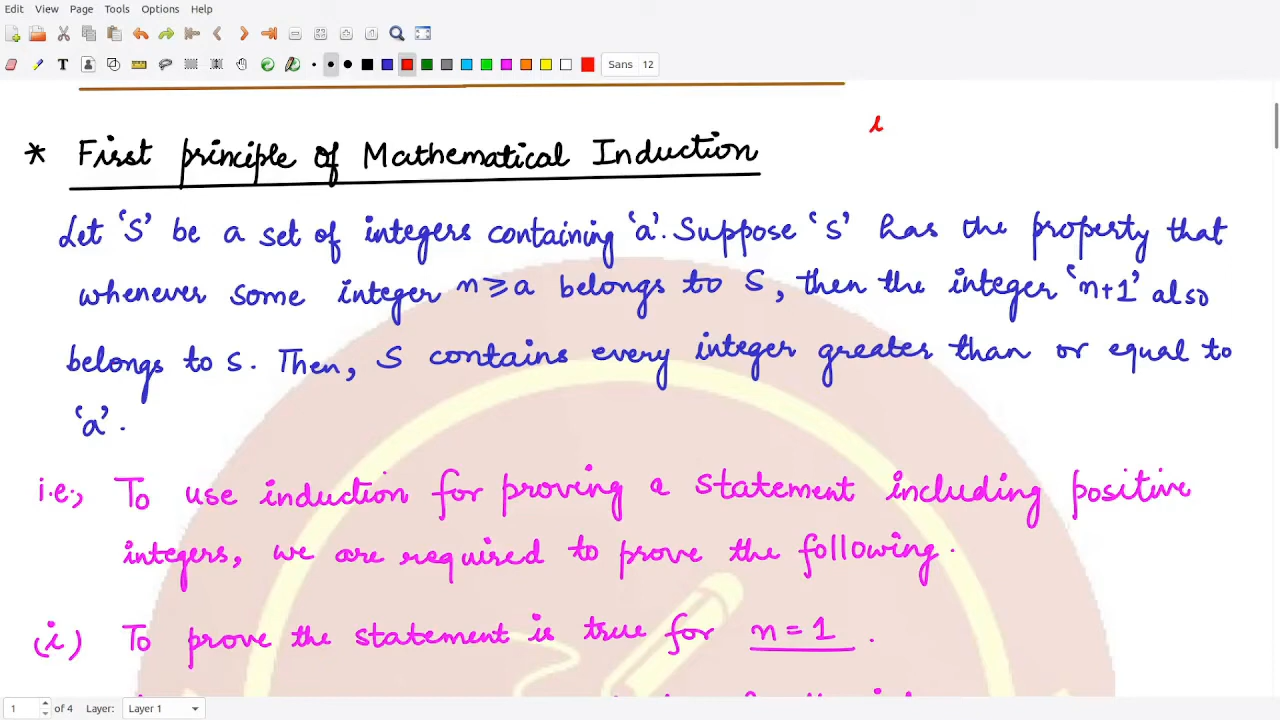 Edit View Page Tools Options Help
Sans 12
i
* First principle of Mathematical Induction
Let 'S' be a set of integers containing 'a'. Suppose 'S' has the property that
whenever some integer n ≥ a belongs to S, then the integer 'n+1' also
belongs to S. Then, S contains every integer greater than or equal to
'a'.
i.e., To use induction for proving a statement including positive
integers, we are required to prove the following.
(i) To prove the statement is true for n = 1 .
1 of 4 Layer: Layer 1